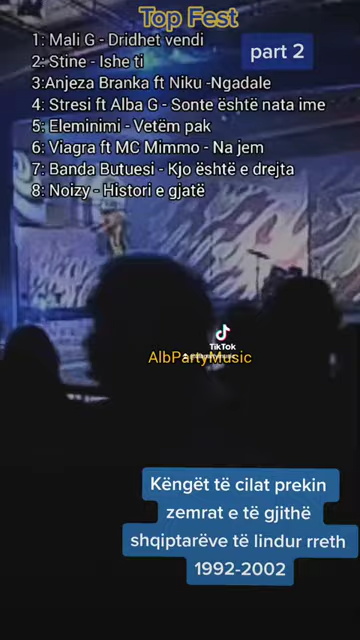 Top Fest
1: Mali G - Dridhet vendi
part 2
2: Stine - Ishe ti
3:Anjeza Branka ft Niku -Ngadale
4: Stresi ft Alba G - Sonte është nata ime
5: Eleminimi - Vetëm pak
6: Viagra ft MC Mimmo - Na jem
7: Banda Butuesi - Kjo është e drejta
8: Noizy - Histori e gjatë
TikTok
AlbPartyMusic
Këngët të cilat prekin
zemrat e të gjithë
shqiptarëve të lindur rreth
1992-2002